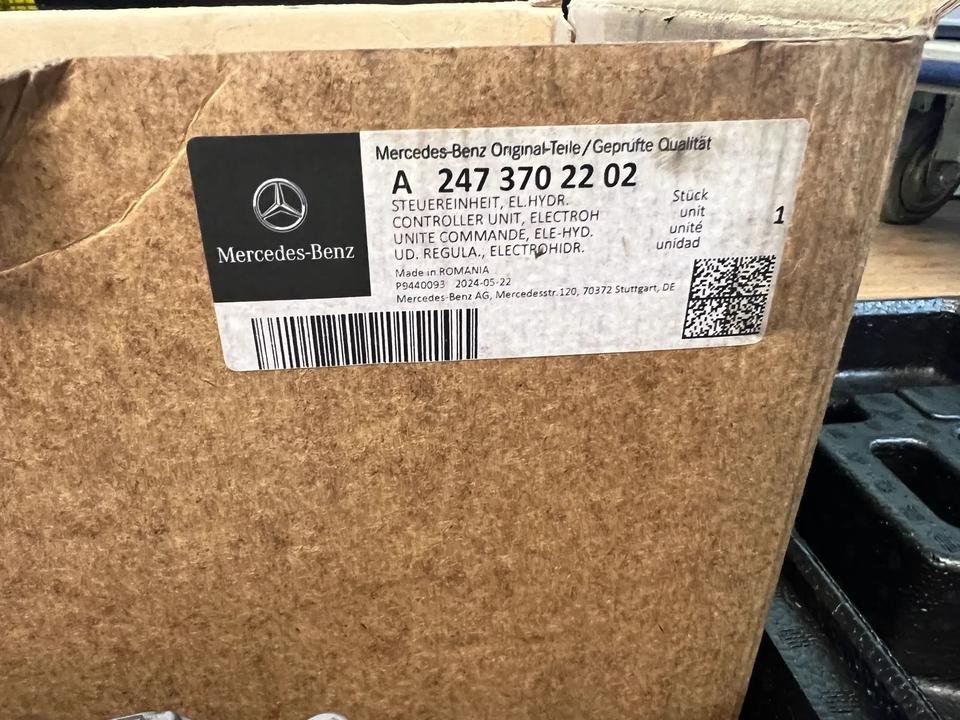 Mercedes-Benz Original-Teile/Geprüfte Qualität
A 247 370 22 02
STEUEREINHEIT, EL.HYDR.
CONTROLLER UNIT, ELECTROH
UNITE COMMANDE, ELE-HYD.
UD. REGULA., ELECTROHIDR.
Stück
unit
unité
unidad
1
Made in ROMANIA
P9440093 2024-05-22
Mercedes-Benz AG, Mercedesstr.120, 70372 Stuttgart, DE
Mercedes-Benz